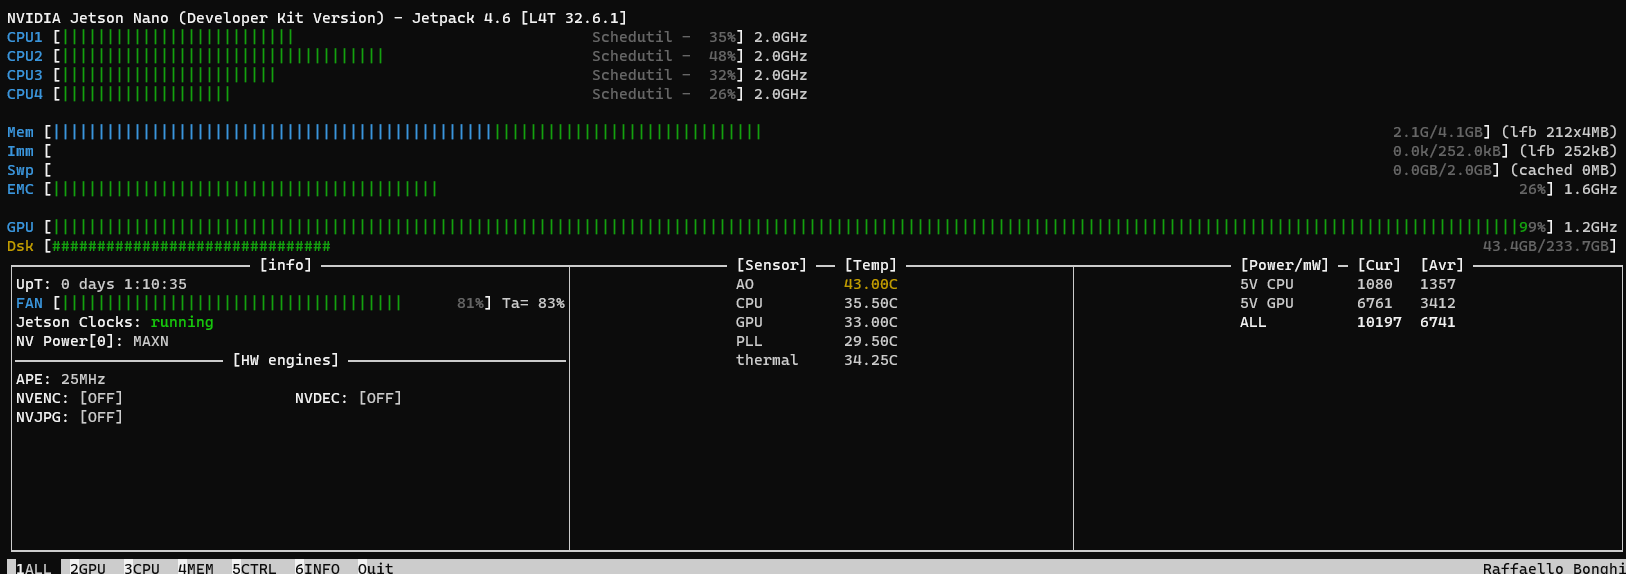 NVIDIA Jetson Nano (Developer Kit Version) - Jetpack 4.6 [L4T 32.6.1]
CPU1 [|||||||||||||||||||||||||| Schedutil - 35%] 2.0GHz
CPU2 [|||||||||||||||||||||||||||||||||||| Schedutil - 48%] 2.0GHz
CPU3 [|||||||||||||||||||||||| Schedutil - 32%] 2.0GHz
CPU4 [||||||||||||||||||| Schedutil - 26%] 2.0GHz
Mem [||||||||||||||||||||||||||||||||||||||||||||||||||||||||||||||||||||||||||||||| 2.1G/4.1GB] (lfb 212x4MB)
Imm [ 0.0k/252.0kB] (lfb 252kB)
Swp [ 0.0GB/2.0GB] (cached 0MB)
EMC [||||||||||||||||||||||||||||||||||||||||||| 26%] 1.6GHz
GPU [||||||||||||||||||||||||||||||||||||||||||||||||||||||||||||||||||||||||||||||||||||||||||||||||||||||||||||||||||||||||||||||||||||||||||||||||||||||||||||||||||| 99%] 1.2GHz
Dsk [############################### 43.4GB/233.7GB]
[info] [Sensor] [Temp] [Power/mW] [Cur] [Avr]
UpT: 0 days 1:10:35 AO 43.00C 5V CPU 1080 1357
FAN [|||||||||||||||||||||||||||||||||||||| 81%] Ta= 83% CPU 35.50C 5V GPU 6761 3412
Jetson Clocks: running GPU 33.00C ALL 10197 6741
NV Power[0]: MAXN PLL 29.50C
[HW engines] thermal 34.25C
APE: 25MHz
NVENC: [OFF] NVDEC: [OFF]
NVJPG: [OFF]
1ALL 2GPU 3CPU 4MEM 5CTRL 6INFO Quit Raffaello Bonghi